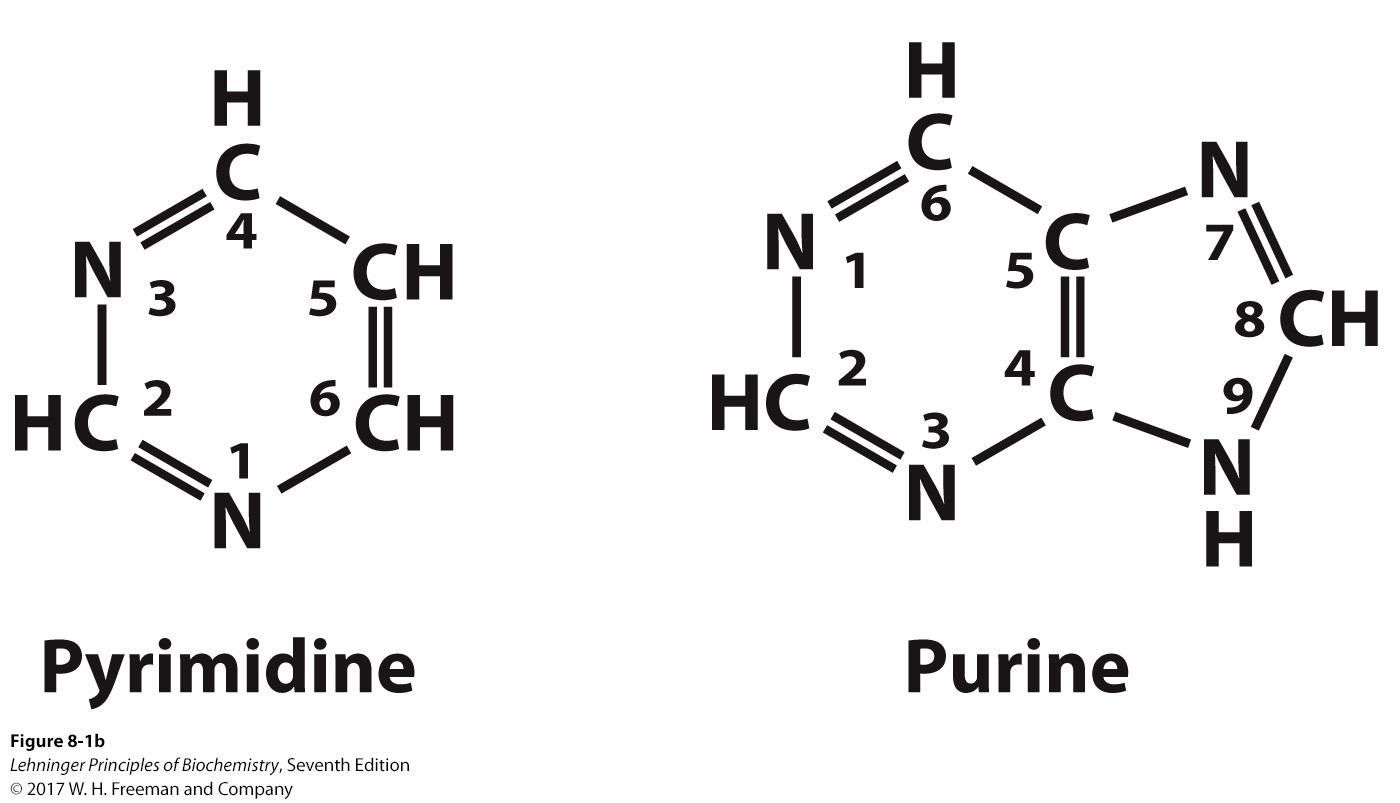 H
C
4
N
3
5
CH
HC
2
6
CH
1
N
Pyrimidine
H
C
6
N
1
5
C
N
7
8
CH
HC
2
4
C
9
3
N
N
H
Purine
Figure 8-1b
Lehninger Principles of Biochemistry, Seventh Edition
© 2017 W. H. Freeman and Company